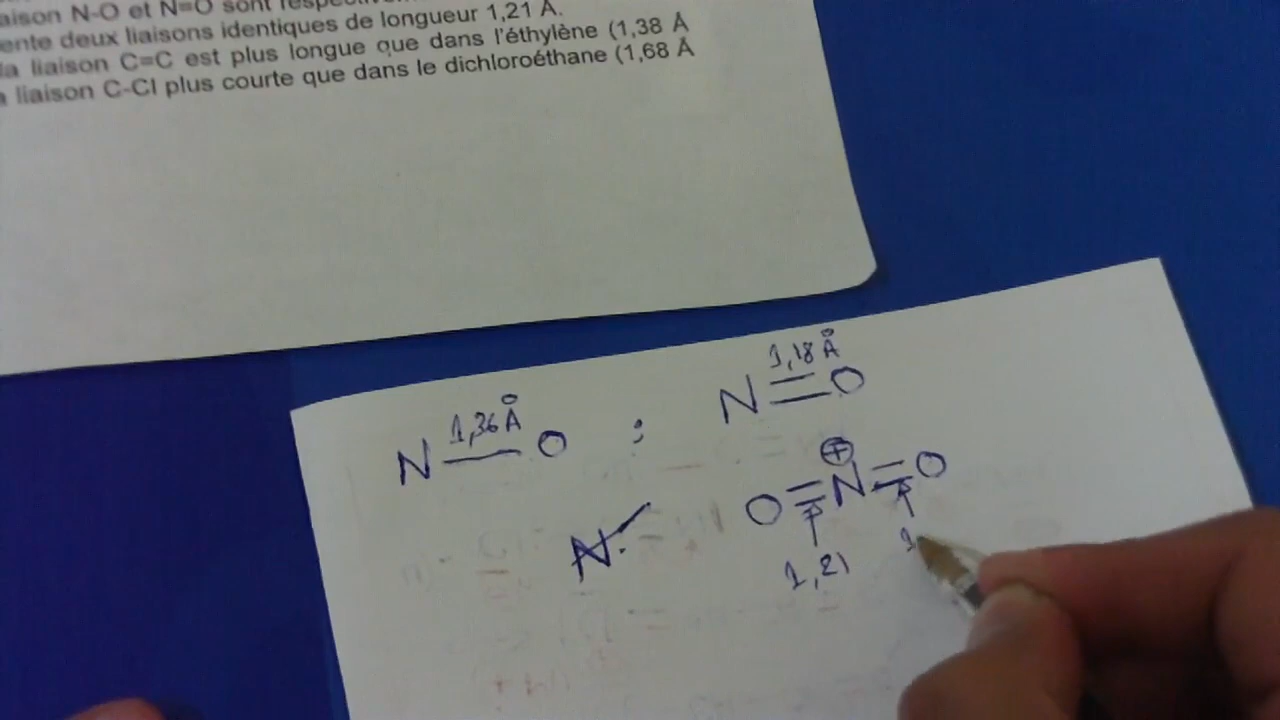 aison N-O et N=O sont
ente deux liaisons identiques de longueur 1,21 Å.
la liaison C=C est plus longue que dans l'éthylène (1,38 Å
liaison C-Cl plus courte que dans le dichloroéthane (1,68 Å
1,36 Å
N — O
:
1,18 Å
N = O
⊕
O = N = O
N
1,21
1